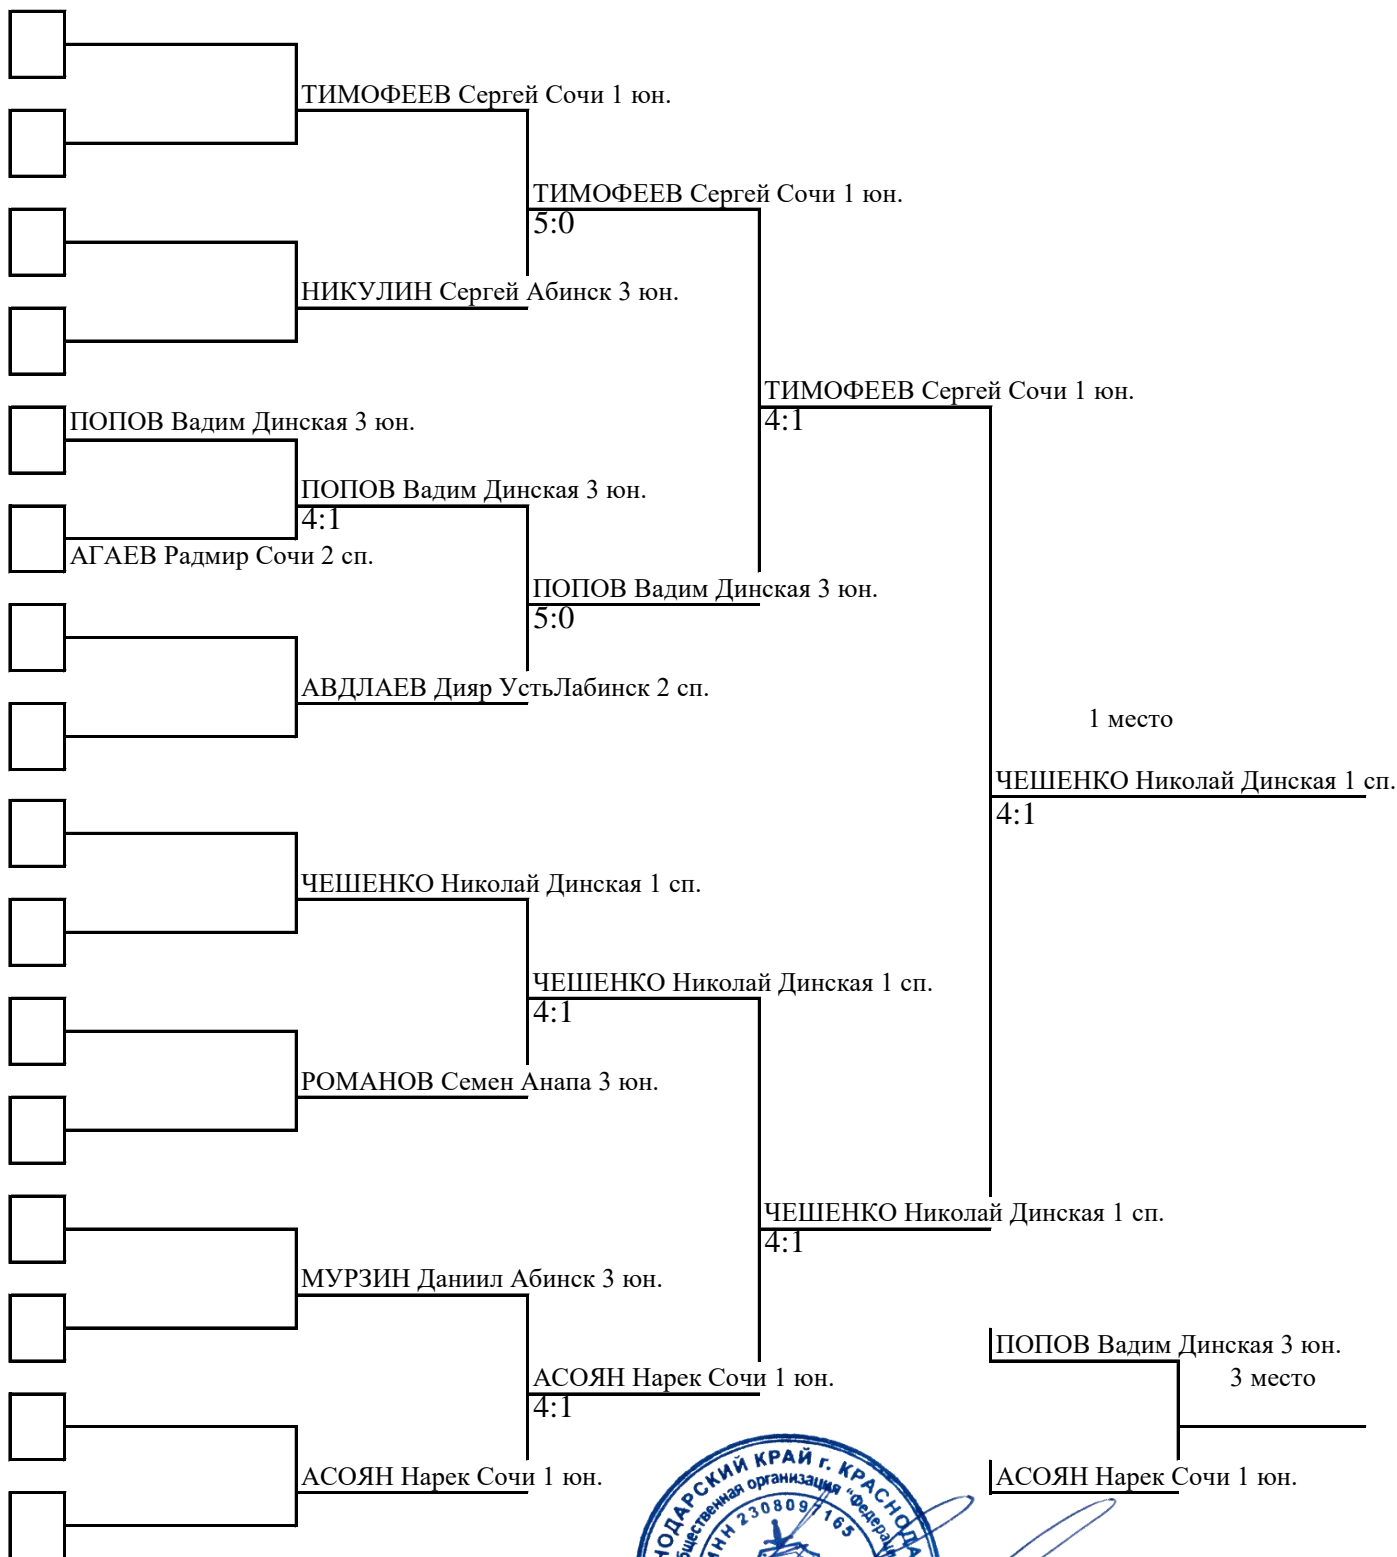 ТИМОФЕЕВ Сергей Сочи 1 юн.
ТИМОФЕЕВ Сергей Сочи 1 юн.
5:0
НИКУЛИН Сергей Абинск 3 юн.
ТИМОФЕЕВ Сергей Сочи 1 юн.
4:1
ПОПОВ Вадим Динская 3 юн.
ПОПОВ Вадим Динская 3 юн.
4:1
АГАЕВ Радмир Сочи 2 сп.
ПОПОВ Вадим Динская 3 юн.
5:0
АВДЛАЕВ Дияр УстьЛабинск 2 сп.
1 место
ЧЕШЕНКО Николай Динская 1 сп.
4:1
ЧЕШЕНКО Николай Динская 1 сп.
ЧЕШЕНКО Николай Динская 1 сп.
4:1
РОМАНОВ Семен Анапа 3 юн.
ЧЕШЕНКО Николай Динская 1 сп.
4:1
МУРЗИН Даниил Абинск 3 юн.
ПОПОВ Вадим Динская 3 юн.
3 место
АСОЯН Нарек Сочи 1 юн.
4:1
АСОЯН Нарек Сочи 1 юн.
АСОЯН Нарек Сочи 1 юн.
КРАЙ г.
организация
ИНН 2308097165